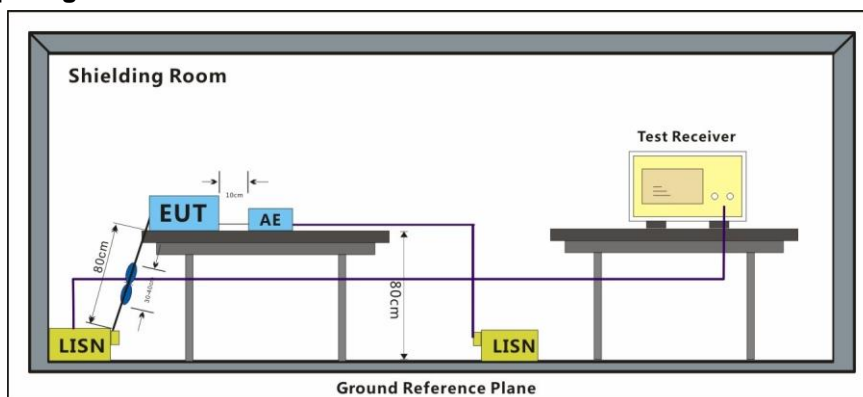 Shielding Room
Test Receiver
10cm
EUT
AE
80cm
30-40cm
80cm
LISN
LISN
Ground Reference Plane